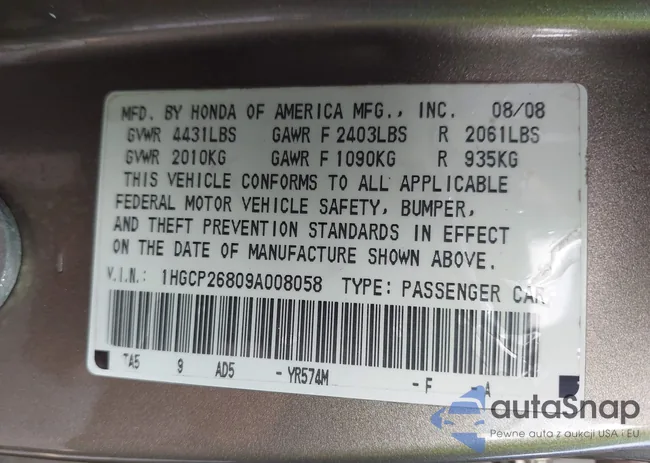 MFD. BY HONDA OF AMERICA MFG., INC. 08/08
GVWR 4431LBS GAWR F 2403LBS R 2061LBS
GVWR 2010KG GAWR F 1090KG R 935KG
THIS VEHICLE CONFORMS TO ALL APPLICABLE
FEDERAL MOTOR VEHICLE SAFETY, BUMPER,
AND THEFT PREVENTION STANDARDS IN EFFECT
ON THE DATE OF MANUFACTURE SHOWN ABOVE.
V.I.N.: 1HGCP26809A008058 TYPE: PASSENGER CAR
TA5 9 AD5 -YR574M -F -A
autaSnap
Pewne auta z aukcji USA i EU